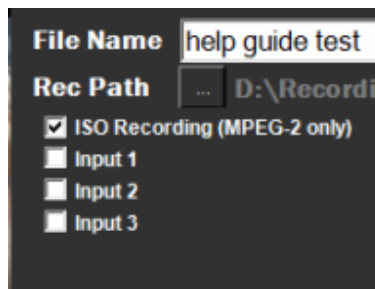 File Name help guide test
Rec Path ... D:\Recordi
ISO Recording (MPEG-2 only)
Input 1
Input 2
Input 3